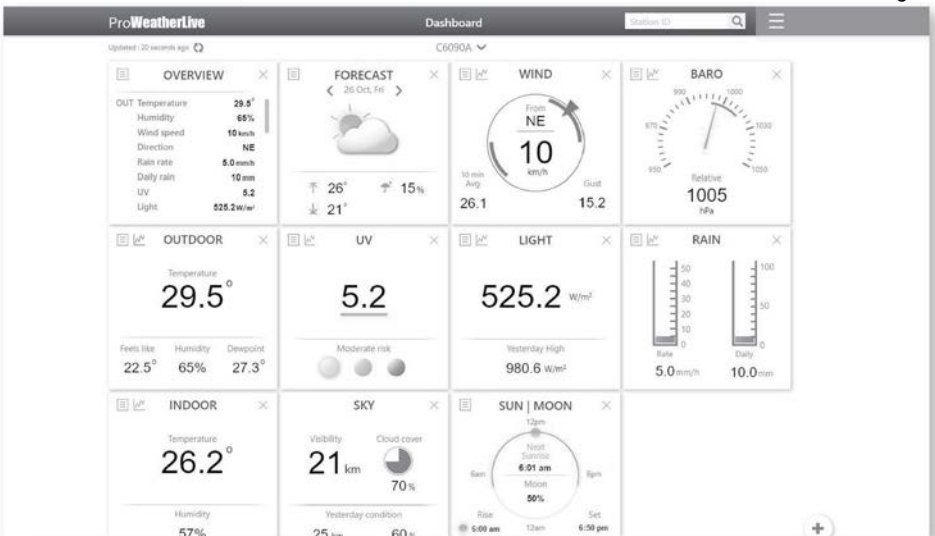 ProWeatherLive
Dashboard
Station ID
Updated : 20 seconds ago
C6090A
OVERVIEW
OUT Temperature 29.5°
Humidity 65%
Wind speed 10 km/h
Direction NE
Rain rate 5.0 mm/h
Daily rain 10 mm
UV 5.2
Light 525.2 W/m²
FORECAST
26 Oct, Fri
26° 15%
21°
WIND
From
NE
10
km/h
10 min
Avg
26.1
Gust
15.2
BARO
990 1000
970 1030
950 1050
Relative
1005
hPa
OUTDOOR
Temperature
29.5°
Feels like Humidity Dewpoint
22.5° 65% 27.3°
UV
5.2
Moderate risk
LIGHT
525.2 W/m²
Yesterday High
980.6 W/m²
RAIN
50
40
30
20
10
0
100
50
0
Rate Daily
5.0 mm/h 10.0 mm
INDOOR
Temperature
26.2°
Humidity
57%
SKY
Visibility Cloud cover
21 km
70%
Yesterday condition
25 km 60%
SUN | MOON
12pm
Next
Sunrise
6:01 am
6am 6pm
Moon
50%
Rise Set
6:00 am 12am 6:50 pm